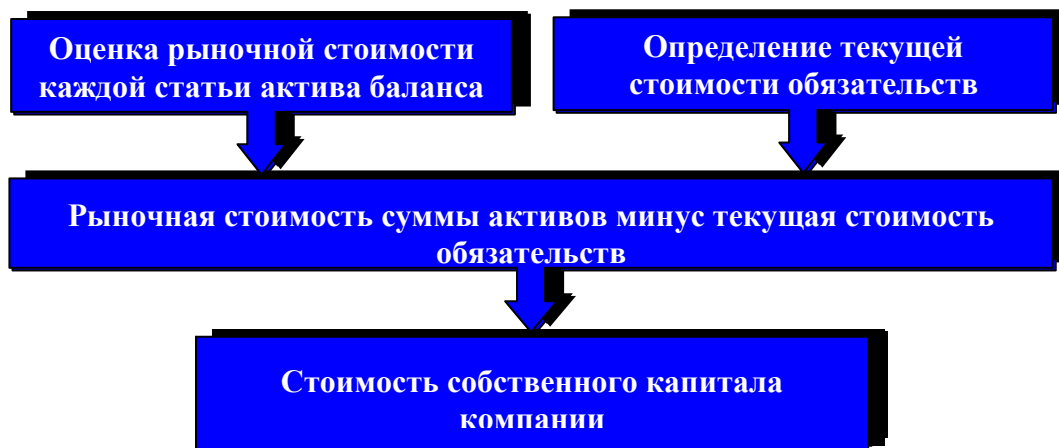 Оценка рыночной стоимости
каждой статьи актива баланса
Определение текущей
стоимости обязательств
Рыночная стоимость суммы активов минус текущая стоимость
обязательств
Стоимость собственного капитала
компании